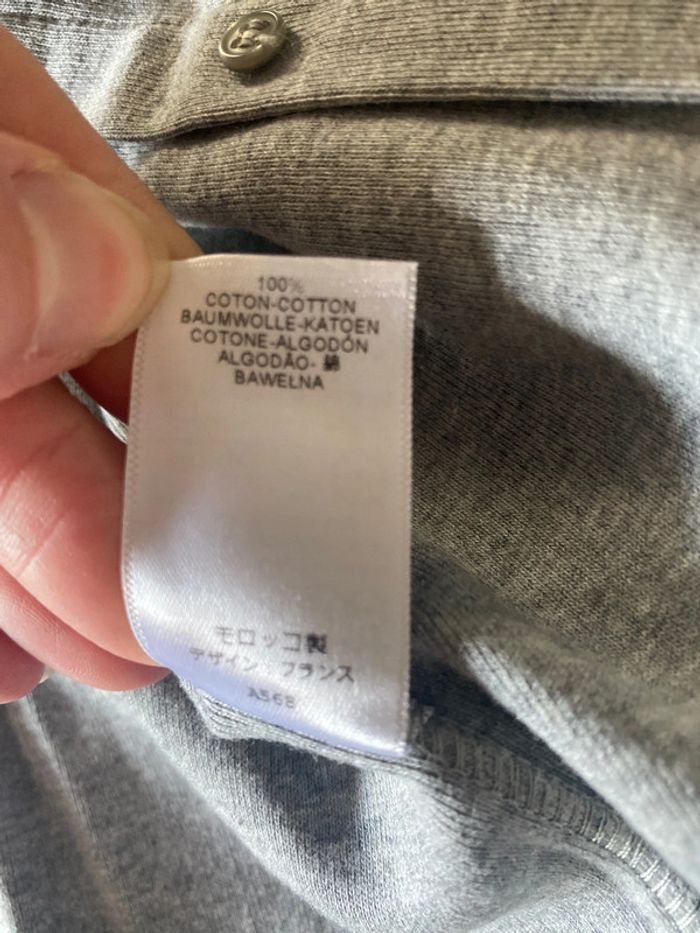 100%
COTON-COTTON
BAUMWOLLE-KATOEN
COTONE-ALGODÓN
ALGODÃO- 綿
BAWELNA
モロッコ製
デザイン・フランス
A568